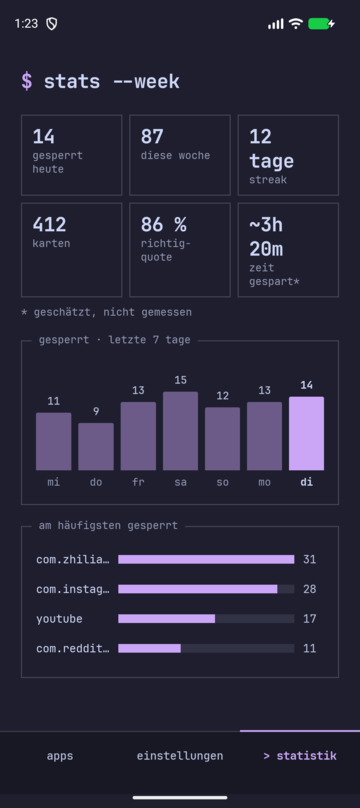 1:23
$ stats --week
14
gesperrt
heute
87
diese woche
12
tage
streak
412
karten
86 %
richtig-
quote
~3h
20m
zeit
gespart*
* geschätzt, nicht gemessen
gesperrt · letzte 7 tage
11
9
13
15
12
13
14
mi
do
fr
sa
so
mo
di
am häufigsten gesperrt
com.zhilia… 31
com.instag… 28
youtube 17
com.reddit… 11
apps
einstellungen
> statistik